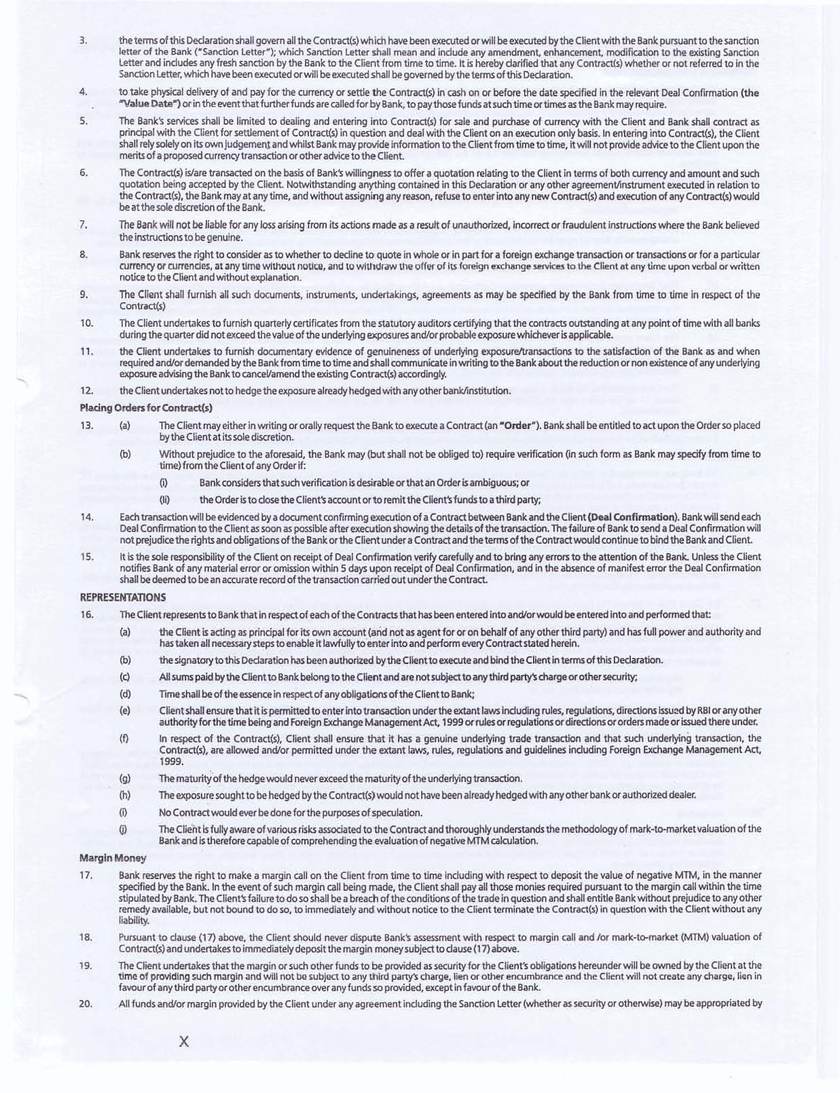 3. the terms of this Declaration shall govern all the Contract(s) which have been executed or will be executed by the Client with the Bank pursuant to the sanction
letter of the Bank ("Sanction Letter"); which Sanction Letter shall mean and include any amendment, enhancement, modification to the existing Sanction
Letter and includes any fresh sanction by the Bank to the Client from time to time. It is hereby clarified that any Contract(s) whether or not referred to in the
Sanction Letter, which have been executed or will be executed shall be governed by the terms of this Declaration.
4. to take physical delivery of and pay for the currency or settle the Contract(s) in cash on or before the date specified in the relevant Deal Confirmation (the
"Value Date") or in the event that further funds are called for by Bank, to pay those funds at such time or times as the Bank may require.
5. The Bank's services shall be limited to dealing and entering into Contract(s) for sale and purchase of currency with the Client and Bank shall contract as
principal with the Client for settlement of Contract(s) in question and deal with the Client on an execution only basis. In entering into Contract(s), the Client
shall rely solely on its own judgement and whilst Bank may provide information to the Client from time to time, it will not provide advice to the Client upon the
merits of a proposed currency transaction or other advice to the Client.
6. The Contract(s) is/are transacted on the basis of Bank's willingness to offer a quotation relating to the Client in terms of both currency and amount and such
quotation being accepted by the Client. Notwithstanding anything contained in this Declaration or any other agreement/instrument executed in relation to
the Contract(s), the Bank may at any time, and without assigning any reason, refuse to enter into any new Contract(s) and execution of any Contract(s) would
be at the sole discretion of the Bank.
7. The Bank will not be liable for any loss arising from its actions made as a result of unauthorized, incorrect or fraudulent instructions where the Bank believed
the instructions to be genuine.
8. Bank reserves the right to consider as to whether to decline to quote in whole or in part for a foreign exchange transaction or transactions or for a particular
currency or currencies, at any time without notice, and to withdraw the offer of its foreign exchange services to the Client at any time upon verbal or written
notice to the Client and without explanation.
9. The Client shall furnish all such documents, instruments, undertakings, agreements as may be specified by the Bank from time to time in respect of the
Contract(s)
10. The Client undertakes to furnish quarterly certificates from the statutory auditors certifying that the contracts outstanding at any point of time with all banks
during the quarter did not exceed the value of the underlying exposures and/or probable exposure whichever is applicable.
11. the Client undertakes to furnish documentary evidence of genuineness of underlying exposure/transactions to the satisfaction of the Bank as and when
required and/or demanded by the Bank from time to time and shall communicate in writing to the Bank about the reduction or non existence of any underlying
exposure advising the Bank to cancel/amend the existing Contract(s) accordingly.
12. the Client undertakes not to hedge the exposure already hedged with any other bank/institution.
Placing Orders for Contract(s)
13. (a) The Client may either in writing or orally request the Bank to execute a Contract (an "Order"). Bank shall be entitled to act upon the Order so placed
by the Client at its sole discretion.
(b) Without prejudice to the aforesaid, the Bank may (but shall not be obliged to) require verification (in such form as Bank may specify from time to
time) from the Client of any Order if:
(i) Bank considers that such verification is desirable or that an Order is ambiguous; or
(ii) the Order is to close the Client's account or to remit the Client's funds to a third party;
14. Each transaction will be evidenced by a document confirming execution of a Contract between Bank and the Client (Deal Confirmation). Bank will send each
Deal Confirmation to the Client as soon as possible after execution showing the details of the transaction. The failure of Bank to send a Deal Confirmation will
not prejudice the rights and obligations of the Bank or the Client under a Contract and the terms of the Contract would continue to bind the Bank and Client.
15. It is the sole responsibility of the Client on receipt of Deal Confirmation verify carefully and to bring any errors to the attention of the Bank. Unless the Client
notifies Bank of any material error or omission within 5 days upon receipt of Deal Confirmation, and in the absence of manifest error the Deal Confirmation
shall be deemed to be an accurate record of the transaction carried out under the Contract.
REPRESENTATIONS
16. The Client represents to Bank that in respect of each of the Contracts that has been entered into and/or would be entered into and performed that:
(a) the Client is acting as principal for its own account (and not as agent for or on behalf of any other third party) and has full power and authority and
has taken all necessary steps to enable it lawfully to enter into and perform every Contract stated herein.
(b) the signatory to this Declaration has been authorized by the Client to execute and bind the Client in terms of this Declaration.
(c) All sums paid by the Client to Bank belong to the Client and are not subject to any third party's charge or other security;
(d) Time shall be of the essence in respect of any obligations of the Client to Bank;
(e) Client shall ensure that it is permitted to enter into transaction under the extant laws including rules, regulations, directions issued by RBI or any other
authority for the time being and Foreign Exchange Management Act, 1999 or rules or regulations or directions or orders made or issued there under.
(f) In respect of the Contract(s), Client shall ensure that it has a genuine underlying trade transaction and that such underlying transaction, the
Contract(s), are allowed and/or permitted under the extant laws, rules, regulations and guidelines including Foreign Exchange Management Act,
1999.
(g) The maturity of the hedge would never exceed the maturity of the underlying transaction.
(h) The exposure sought to be hedged by the Contract(s) would not have been already hedged with any other bank or authorized dealer.
(i) No Contract would ever be done for the purposes of speculation.
(j) The Client is fully aware of various risks associated to the Contract and thoroughly understands the methodology of mark-to-market valuation of the
Bank and is therefore capable of comprehending the evaluation of negative MTM calculation.
Margin Money
17. Bank reserves the right to make a margin call on the Client from time to time including with respect to deposit the value of negative MTM, in the manner
specified by the Bank. In the event of such margin call being made, the Client shall pay all those monies required pursuant to the margin call within the time
stipulated by Bank. The Client's failure to do so shall be a breach of the conditions of the trade in question and shall entitle Bank without prejudice to any other
remedy available, but not bound to do so, to immediately and without notice to the Client terminate the Contract(s) in question with the Client without any
liability.
18. Pursuant to clause (17) above, the Client should never dispute Bank's assessment with respect to margin call and /or mark-to-market (MTM) valuation of
Contract(s) and undertakes to immediately deposit the margin money subject to clause (17) above.
19. The Client undertakes that the margin or such other funds to be provided as security for the Client's obligations hereunder will be owned by the Client at the
time of providing such margin and will not be subject to any third party's charge, lien or other encumbrance and the Client will not create any charge, lien in
favour of any third party or other encumbrance over any funds so provided, except in favour of the Bank.
20. All funds and/or margin provided by the Client under any agreement including the Sanction Letter (whether as security or otherwise) may be appropriated by
X